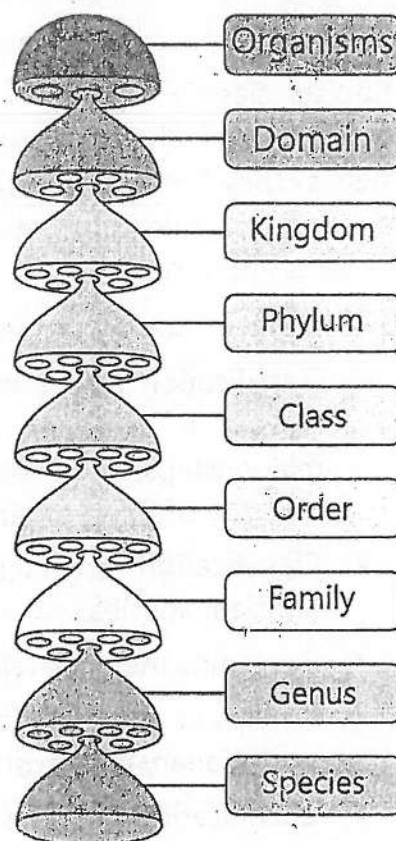 Organisms
Domain
Kingdom
Phylum
Class
Order
Family
Genus
Species